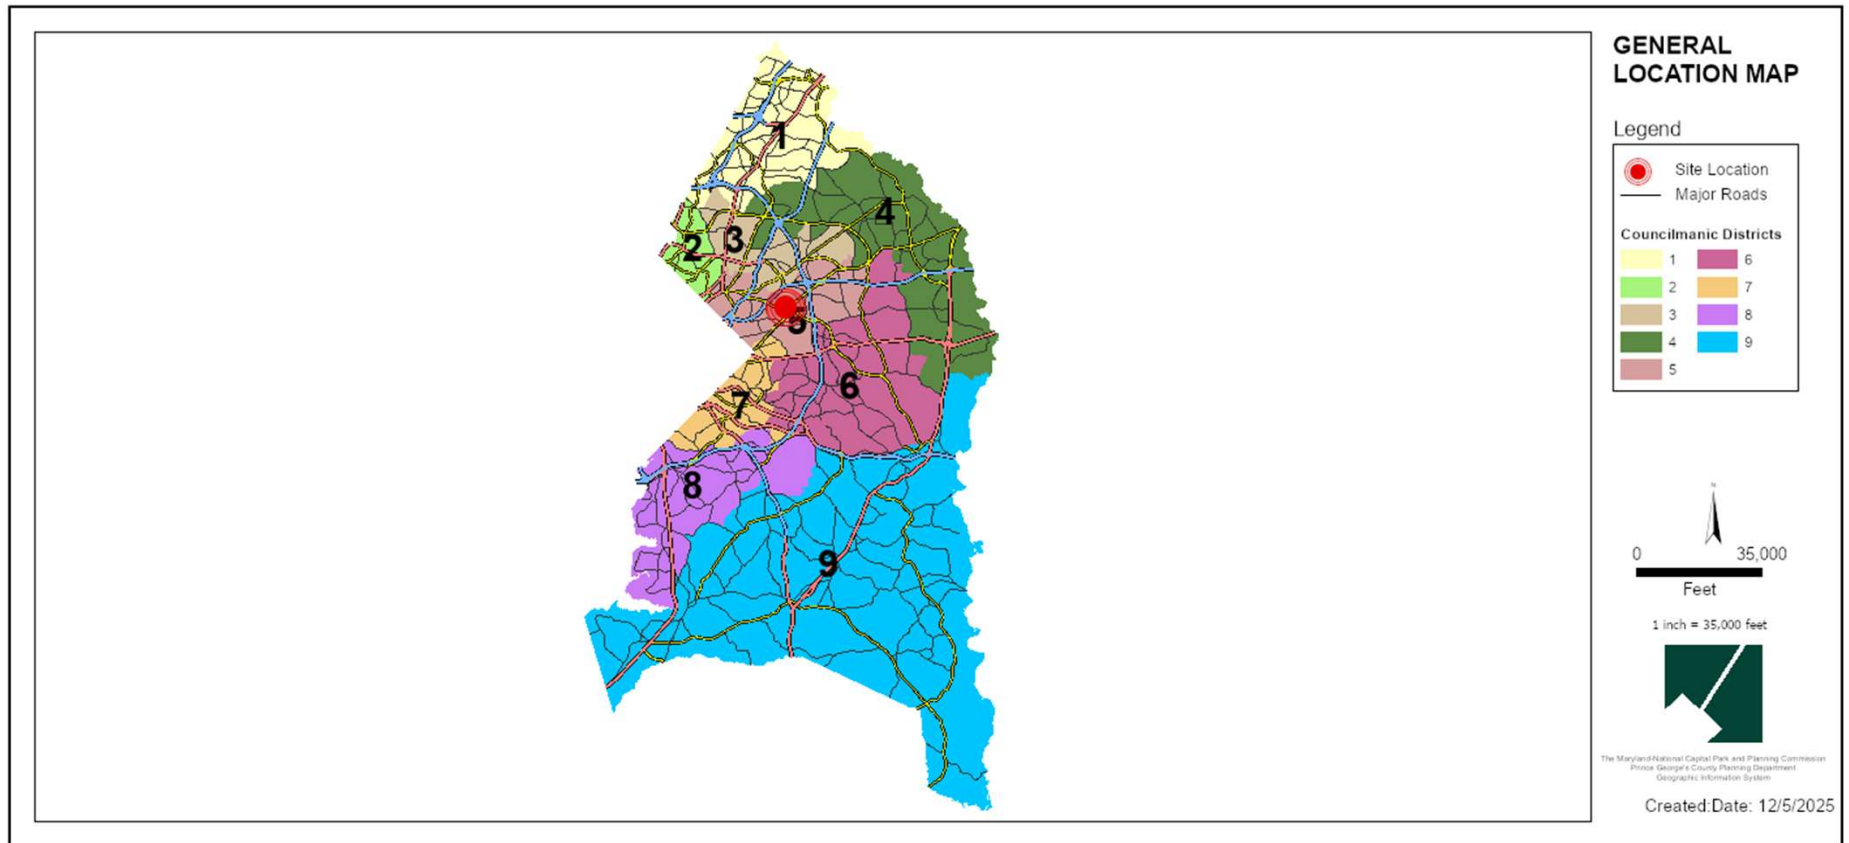 GENERAL
LOCATION MAP
Legend
Site Location
Major Roads
Councilmanic Districts
1
6
2
7
3
8
4
9
5
1
4
2
3
5
6
7
8
9
N
0 35,000
Feet
1 inch = 35,000 feet
The Maryland-National Capital Park and Planning Commission
Prince George's County Planning Department
Geographic Information System
Created:Date: 12/5/2025